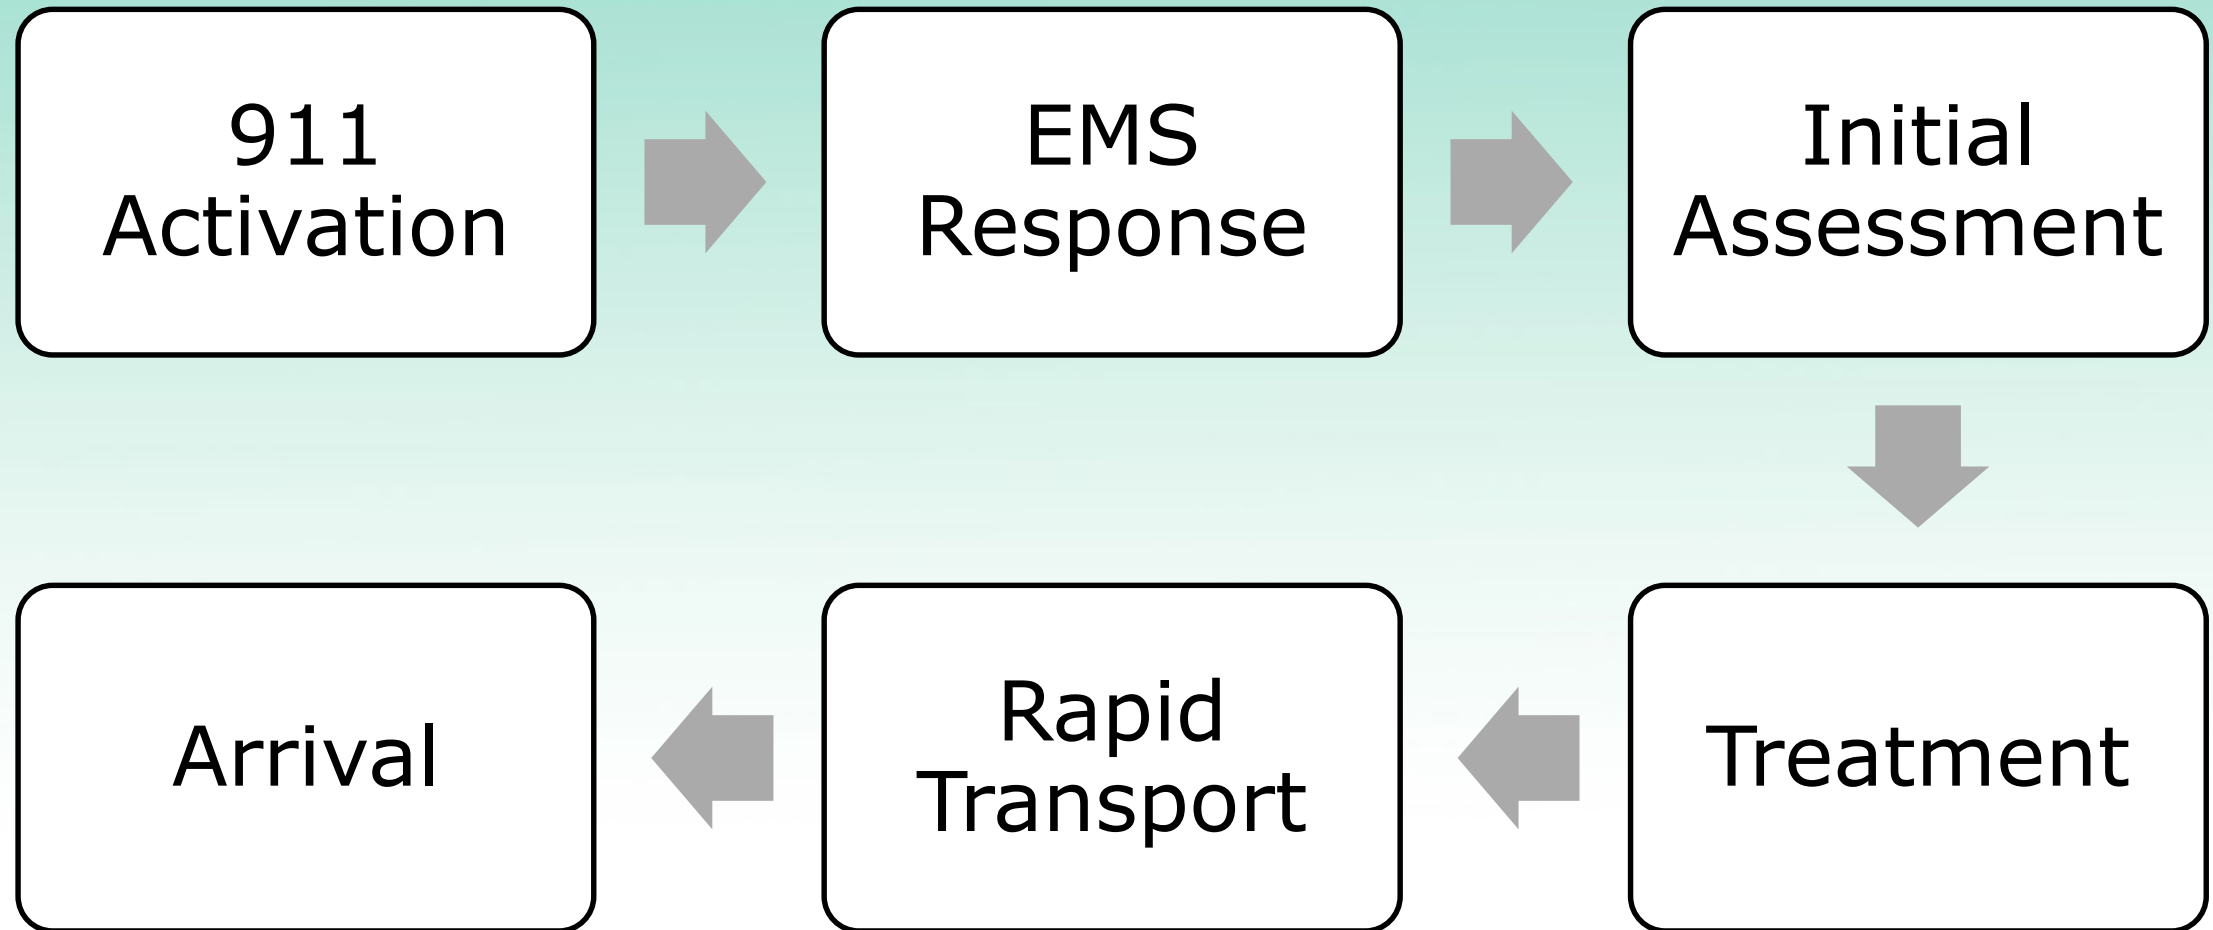 911
Activation
EMS
Response
Initial
Assessment
Treatment
Rapid
Transport
Arrival